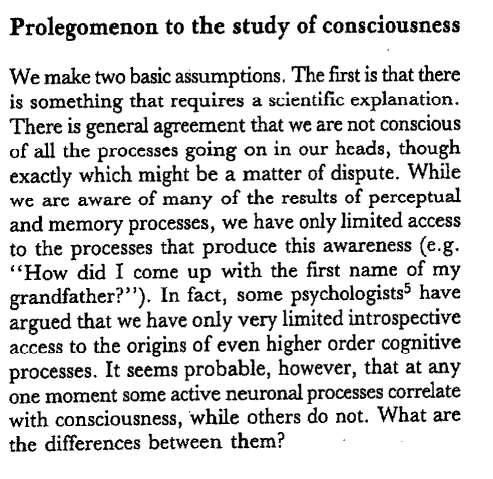 Prolegomenon to the study of consciousness
We make two basic assumptions. The first is that there
is something that requires a scientific explanation.
There is general agreement that we are not conscious
of all the processes going on in our heads, though
exactly which might be a matter of dispute. While
we are aware of many of the results of perceptual
and memory processes, we have only limited access
to the processes that produce this awareness (e.g.
“How did I come up with the first name of my
grandfather?”). In fact, some psychologists⁵ have
argued that we have only very limited introspective
access to the origins of even higher order cognitive
processes. It seems probable, however, that at any
one moment some active neuronal processes correlate
with consciousness, while others do not. What are
the differences between them?